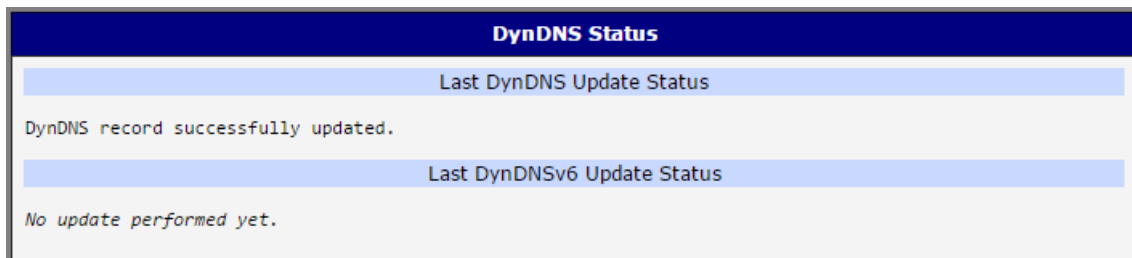 DynDNS Status
Last DynDNS Update Status
DynDNS record successfully updated.
Last DynDNSv6 Update Status
No update performed yet.